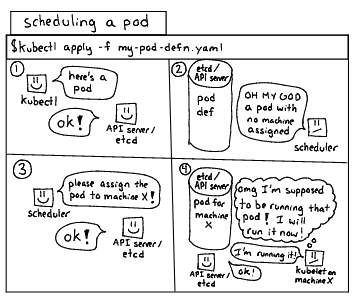 scheduling a pod
$kubectl apply -f my-pod-defn.yaml
1
here's a
pod
kubectl
ok!
API server/
etcd
2
etcd/
API server
pod
def
OH MY GOD
a pod with
no machine
assigned
scheduler
3
please assign the
pod to machine X!
scheduler
ok!
API server/
etcd
4
etcd/
API server
pod for
machine
X
omg I'm supposed
to be running that
pod! I will
run it now!
I'm running it!
ok!
API server/
etcd
kubelet on
machine X